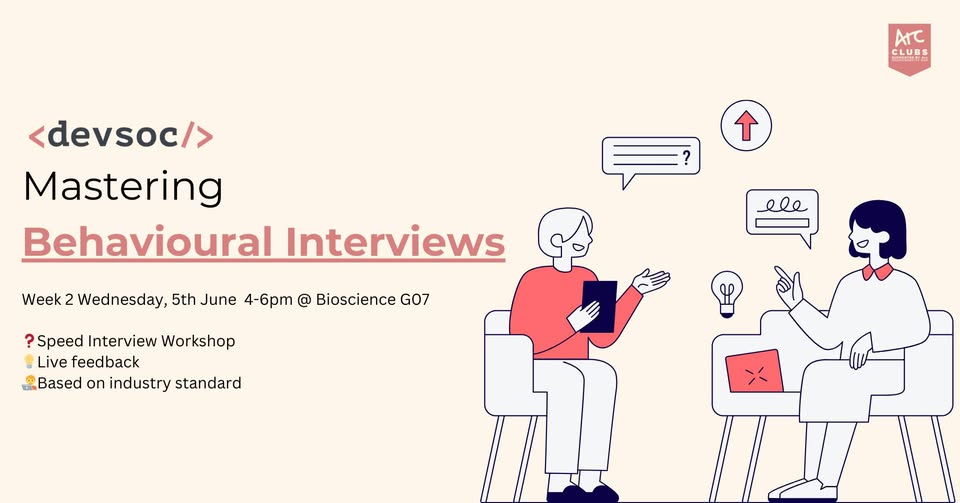 <devsoc/>
Mastering
Behavioural Interviews
Week 2 Wednesday, 5th June 4-6pm @ Bioscience G07
❓Speed Interview Workshop
💡Live feedback
🧑‍💻Based on industry standard
?
Arc
CLUBS